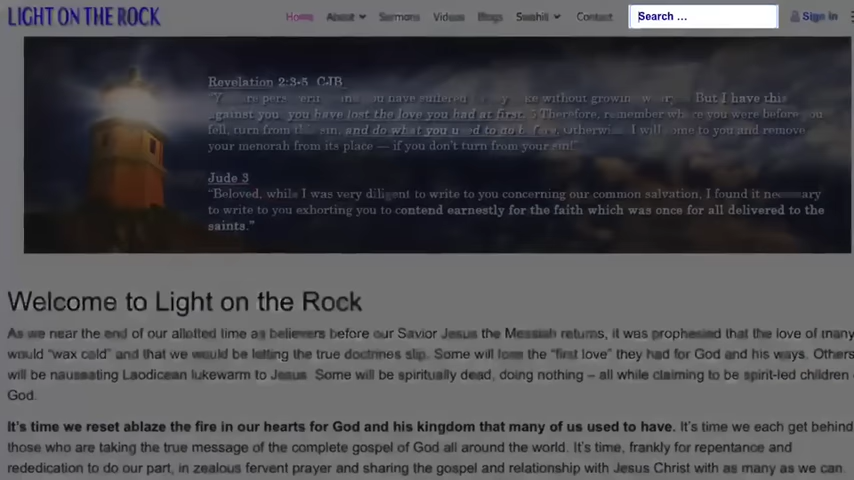 LIGHT ON THE ROCK
Home About Sermons Videos Blogs Swahili Contact Search ... Sign In
Revelation 2:3-5 CJB
But I have this
against you you have lost the love you had at first. 5 Therefore, remember where you were before you
fell, turn from this sin, and do what you used to do before, otherwise I will come to you and remove
your menorah from its place — if you don't turn from your sin!"
Jude 3
"Beloved, while I was very diligent to write to you concerning our common salvation, I found it necessary
to write to you exhorting you to contend earnestly for the faith which was once for all delivered to the
saints."
Welcome to Light on the Rock
As we near the end of our allotted time as believers before our Savior Jesus the Messiah returns, it was prophesied that the love of many
would "wax cold" and that we would be letting the true doctrines slip. Some will lose the "first love" they had for God and his ways. Others
will be nauseating Laodicean lukewarm to Jesus. Some will be spiritually dead, doing nothing – all while claiming to be spirit-led children
God.
It's time we reset ablaze the fire in our hearts for God and his kingdom that many of us used to have. It's time we each get behind
those who are taking the true message of the complete gospel of God all around the world. It's time, frankly for repentance and
rededication to do our part, in zealous fervent prayer and sharing the gospel and relationship with Jesus Christ with as many as we can.